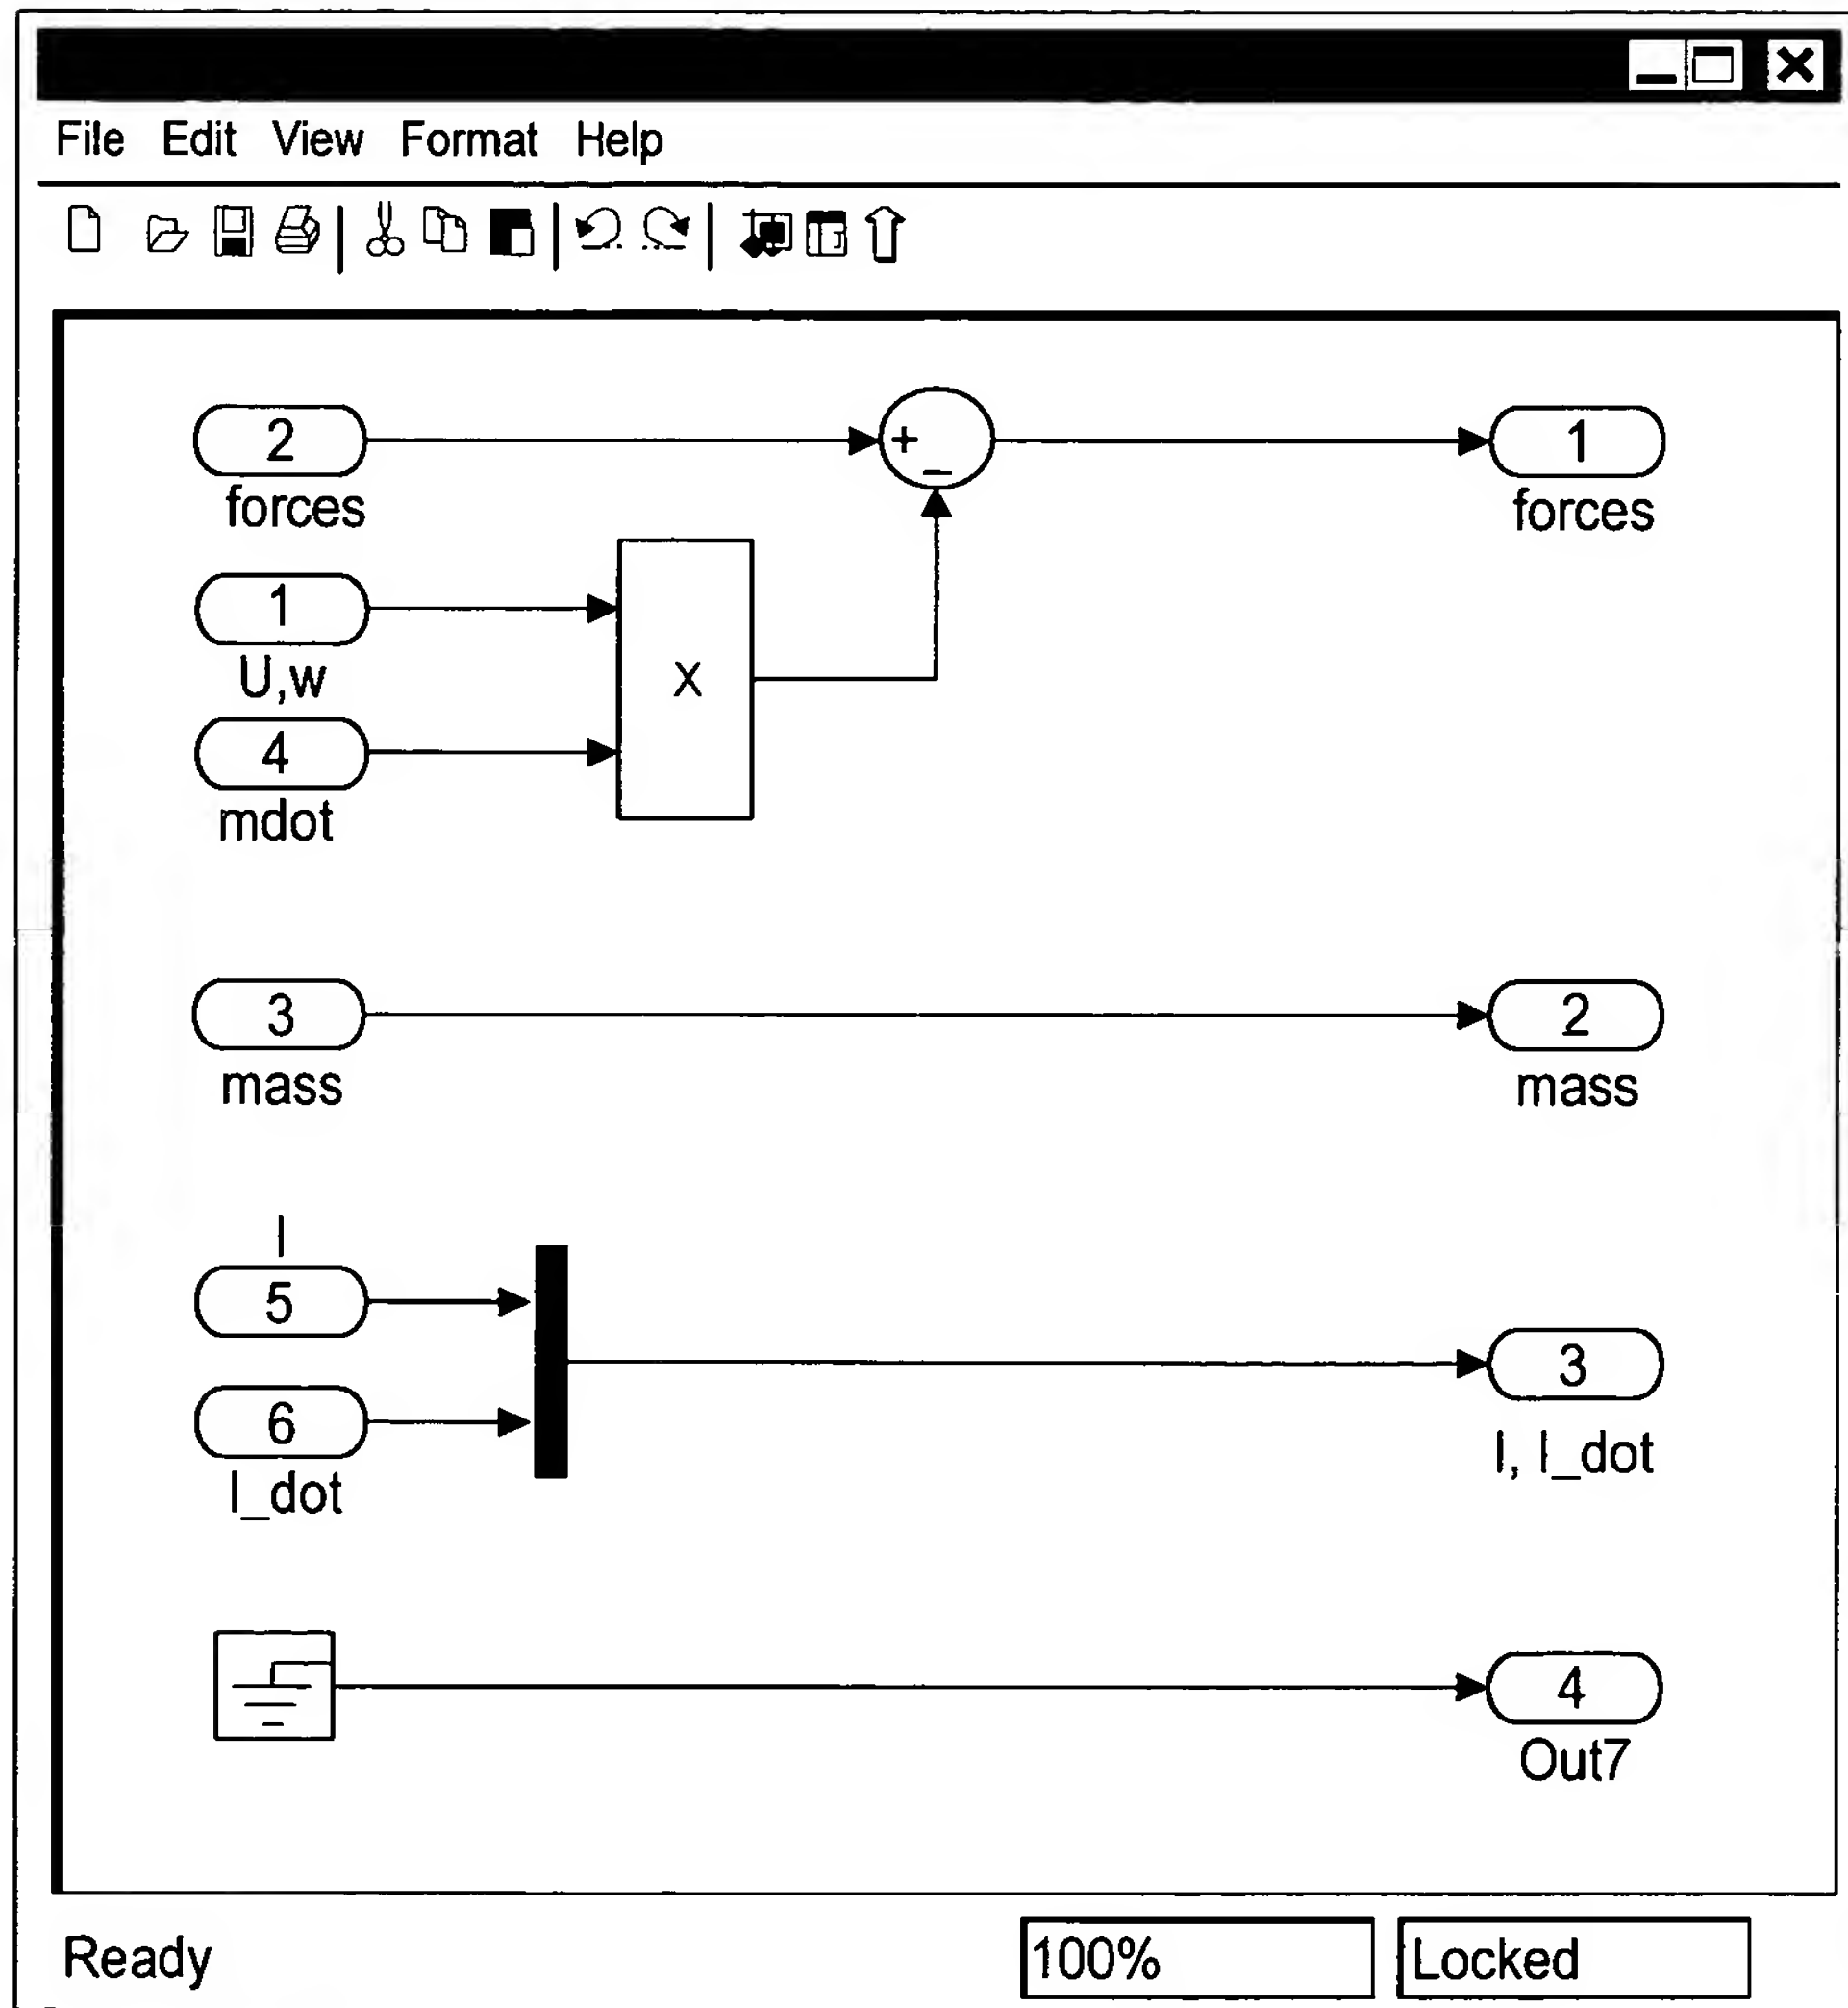 File Edit View Format Help
2
forces
+
–
1
forces
1
U,w
X
4
mdot
3
mass
2
mass
I
5
6
I_dot
3
I, I_dot
4
Out7
Ready
100%
Locked